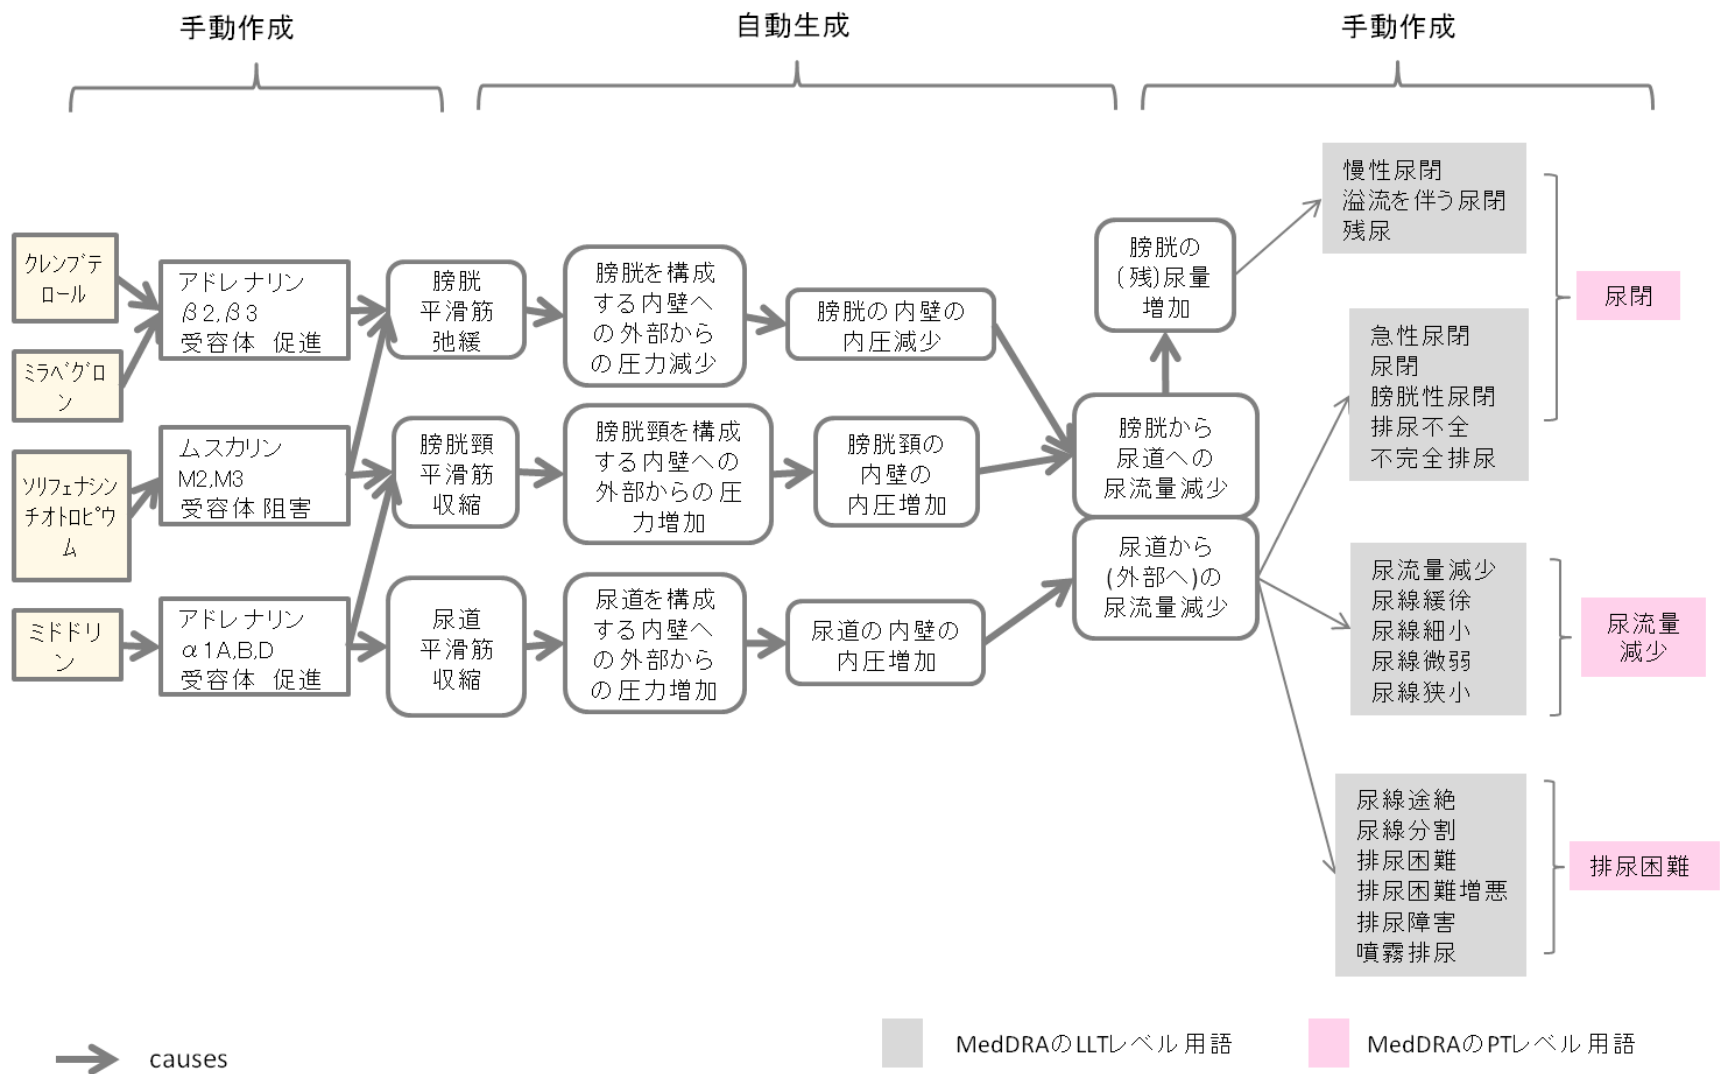 手動作成
自動生成
手動作成
クレンブテ
ロール
ミラベグロ
ン
ソリフェナシン
チオトロピウ
ム
ミドドリ
ン
アドレナリン
β2,β3
受容体 促進
ムスカリン
M2,M3
受容体 阻害
アドレナリン
α1A,B,D
受容体 促進
膀胱
平滑筋
弛緩
膀胱頸
平滑筋
収縮
尿道
平滑筋
収縮
膀胱を構成
する内壁へ
の外部から
の圧力減少
膀胱頸を構成
する内壁への
外部からの圧
力増加
尿道を構成
する内壁へ
の外部から
の圧力増加
膀胱の内壁の
内圧減少
膀胱頚の
内壁の
内圧増加
尿道の内壁の
内圧増加
膀胱の
(残)尿量
増加
膀胱から
尿道への
尿流量減少
尿道から
(外部へ)の
尿流量減少
慢性尿閉
溢流を伴う尿閉
残尿
急性尿閉
尿閉
膀胱性尿閉
排尿不全
不完全排尿
尿流量減少
尿線緩徐
尿線細小
尿線微弱
尿線狭小
尿線途絶
尿線分割
排尿困難
排尿困難増悪
排尿障害
噴霧排尿
尿閉
尿流量
減少
排尿困難
causes
MedDRAのLLTレベル用語
MedDRAのPTレベル用語